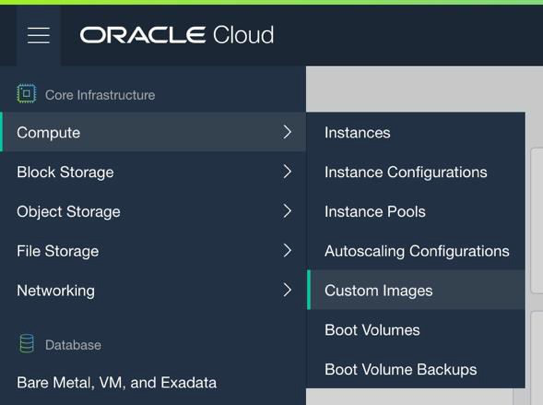 ORACLE Cloud
Core Infrastructure
Compute
Block Storage
Object Storage
File Storage
Networking
Database
Bare Metal, VM, and Exadata
Instances
Instance Configurations
Instance Pools
Autoscaling Configurations
Custom Images
Boot Volumes
Boot Volume Backups